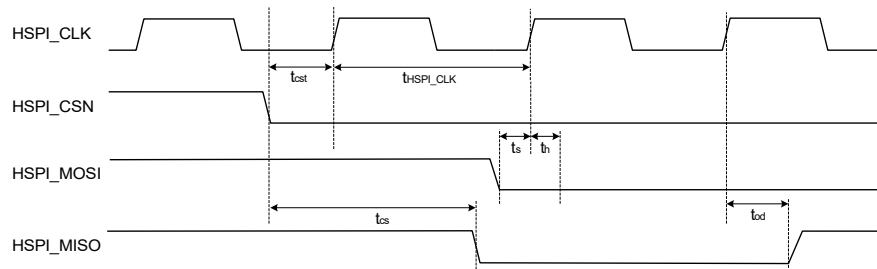 HSPI_CLK
tcst
tHSPI_CLK
HSPI_CSN
ts
th
HSPI_MOSI
tcs
tod
HSPI_MISO